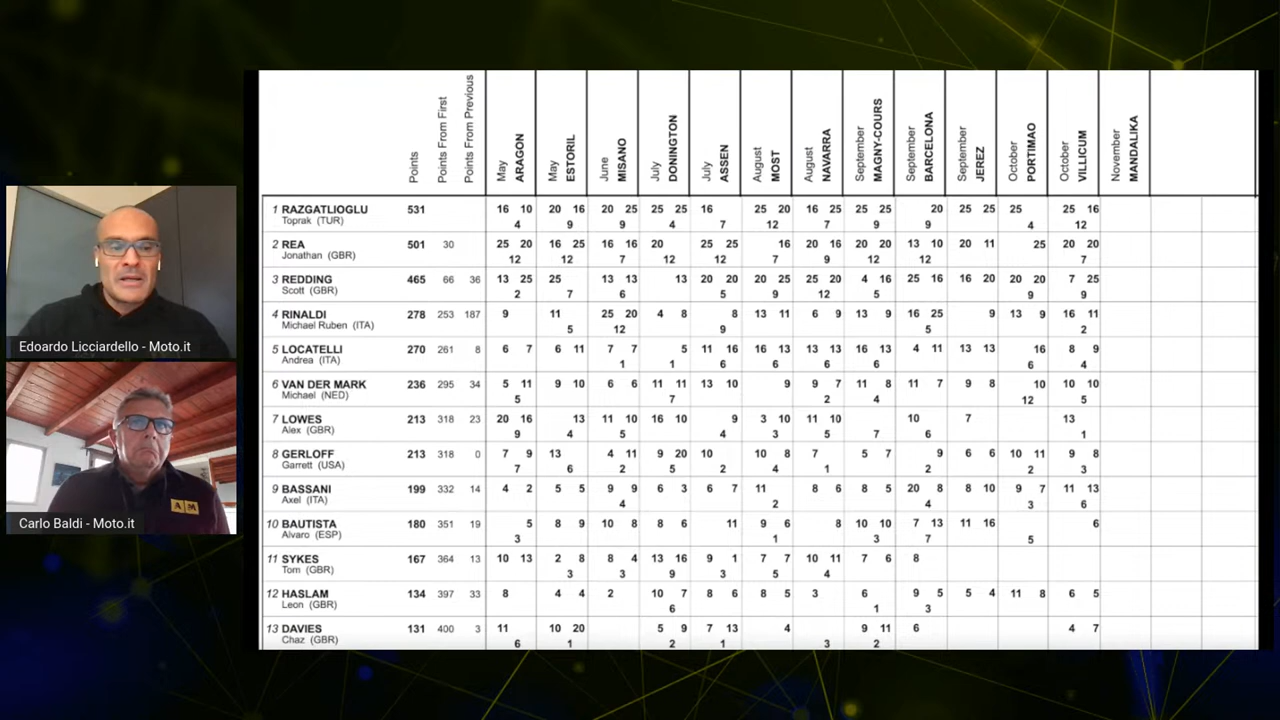 Points
Points From First
Points From Previous
May ARAGON
May ESTORIL
June MISANO
July DONINGTON
July ASSEN
August MOST
August NAVARRA
September MAGNY-COURS
September BARCELONA
September JEREZ
October PORTIMAO
October VILLICUM
November MANDALIKA
1 RAZGATLIOGLU 531 16 10 20 16 20 25 25 25 16 25 20 16 25 25 25 20 25 25 25 25 16
Toprak (TUR) 4 9 9 4 7 12 7 9 9 4 12
2 REA 501 30 25 20 16 25 16 16 20 25 25 16 20 16 20 20 13 10 20 11 25 20 20
Jonathan (GBR) 12 12 7 12 12 7 9 12 12 7
3 REDDING 465 66 36 13 25 25 13 13 13 20 20 20 25 25 20 4 16 25 16 16 20 20 20 7 25
Scott (GBR) 2 7 6 5 9 12 5 9 9
4 RINALDI 278 253 187 9 11 25 20 4 8 8 13 11 6 9 13 9 16 25 9 13 9 16 11
Michael Ruben (ITA) 5 12 9 5 2
5 LOCATELLI 270 261 8 6 7 6 11 7 7 5 11 16 16 13 13 13 16 13 4 11 13 13 16 8 9
Andrea (ITA) 1 1 6 6 6 6 6 4
6 VAN DER MARK 236 295 34 5 11 9 10 6 6 11 11 13 10 9 9 7 11 8 11 7 9 8 10 10 10
Michael (NED) 5 7 2 4 12 5
7 LOWES 213 318 23 20 16 13 11 10 16 10 9 3 10 11 10 10 7 13
Alex (GBR) 9 4 5 4 3 5 7 6 1
8 GERLOFF 213 318 0 7 9 13 4 11 9 20 10 10 8 7 5 7 9 6 6 10 11 9 8
Garrett (USA) 7 6 2 5 2 4 1 2 2 3
9 BASSANI 199 332 14 4 2 5 5 9 9 6 3 6 7 11 8 6 8 5 20 8 8 10 9 7 11 13
Axel (ITA) 4 2 4 3 6
10 BAUTISTA 180 351 19 5 8 9 10 8 8 6 11 9 6 8 10 10 7 13 11 16 6
Alvaro (ESP) 3 1 3 7 5
11 SYKES 167 364 13 10 13 2 8 8 4 13 16 9 1 7 7 10 11 7 6 8
Tom (GBR) 3 3 9 3 5 4
12 HASLAM 134 397 33 8 4 4 2 10 7 8 6 8 5 3 6 9 5 5 4 11 8 6 5
Leon (GBR) 6 1 3
13 DAVIES 131 400 3 11 10 20 5 9 7 13 4 9 11 6 4 7
Chaz (GBR) 6 1 2 1 3 2
Edoardo Licciardello - Moto.it
A M
Carlo Baldi - Moto.it